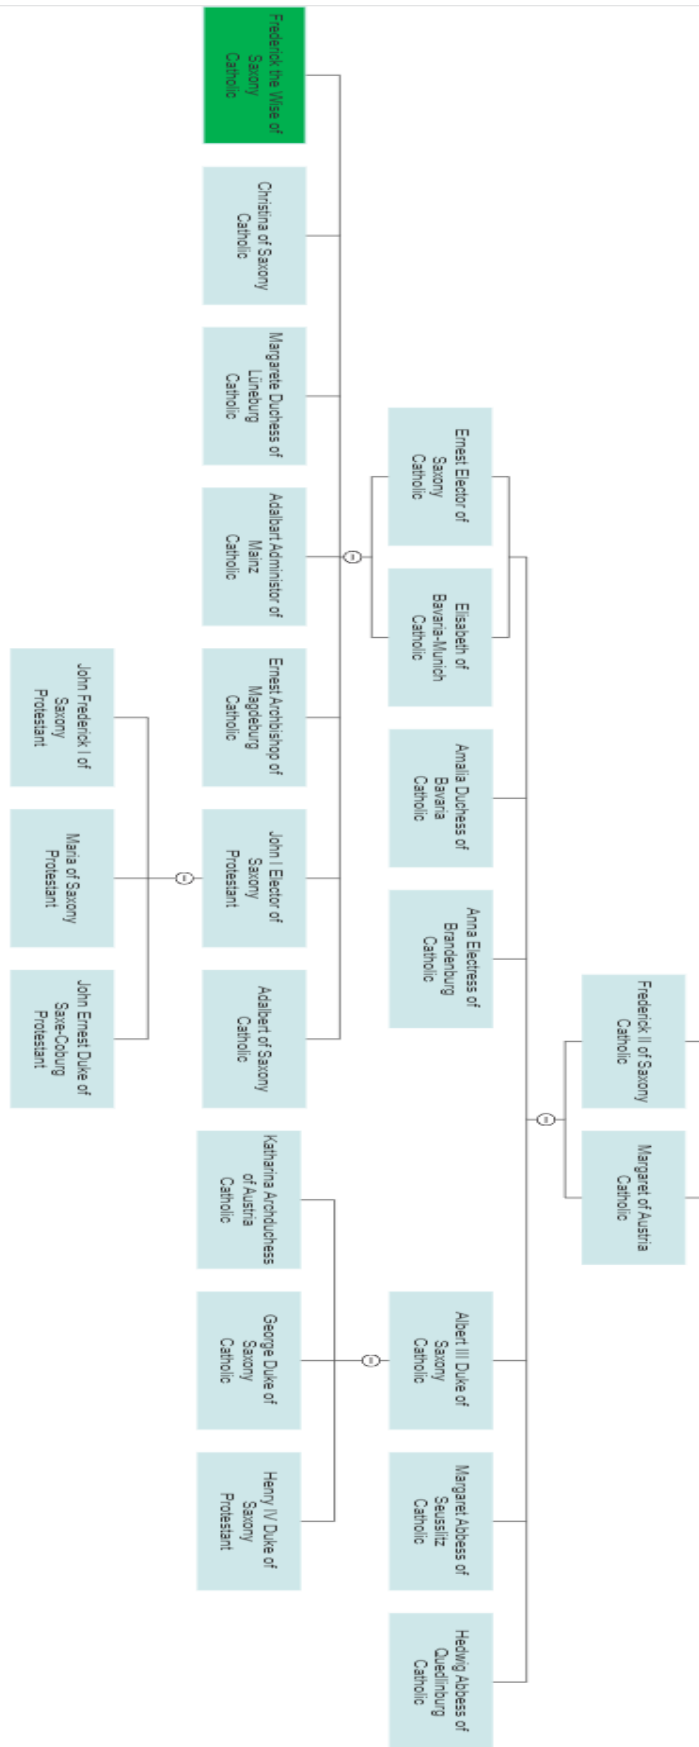 Frederick II of Saxony
Catholic
Margaret of Austria
Catholic
Ernest Elector of
Saxony
Catholic
Elisabeth of
Bavaria-Munich
Catholic
Amalia Duchess of
Bavaria
Catholic
Anna Electress of
Brandenburg
Catholic
Albert III Duke of
Saxony
Catholic
Margaret Abbess of
Seusslitz
Catholic
Hedwig Abbess of
Quedlinburg
Catholic
Frederick the Wise of
Saxony
Catholic
Christina of Saxony
Catholic
Margarete Duchess of
Lüneburg
Catholic
Adalbart Administor of
Mainz
Catholic
Ernest Archbishop of
Magdeburg
Catholic
John I Elector of
Saxony
Protestant
Adalbert of Saxony
Catholic
Katharina Archduchess
of Austria
Catholic
George Duke of
Saxony
Catholic
Henry IV Duke of
Saxony
Protestant
John Frederick I of
Saxony
Protestant
Maria of Saxony
Protestant
John Ernest Duke of
Saxe-Coburg
Protestant